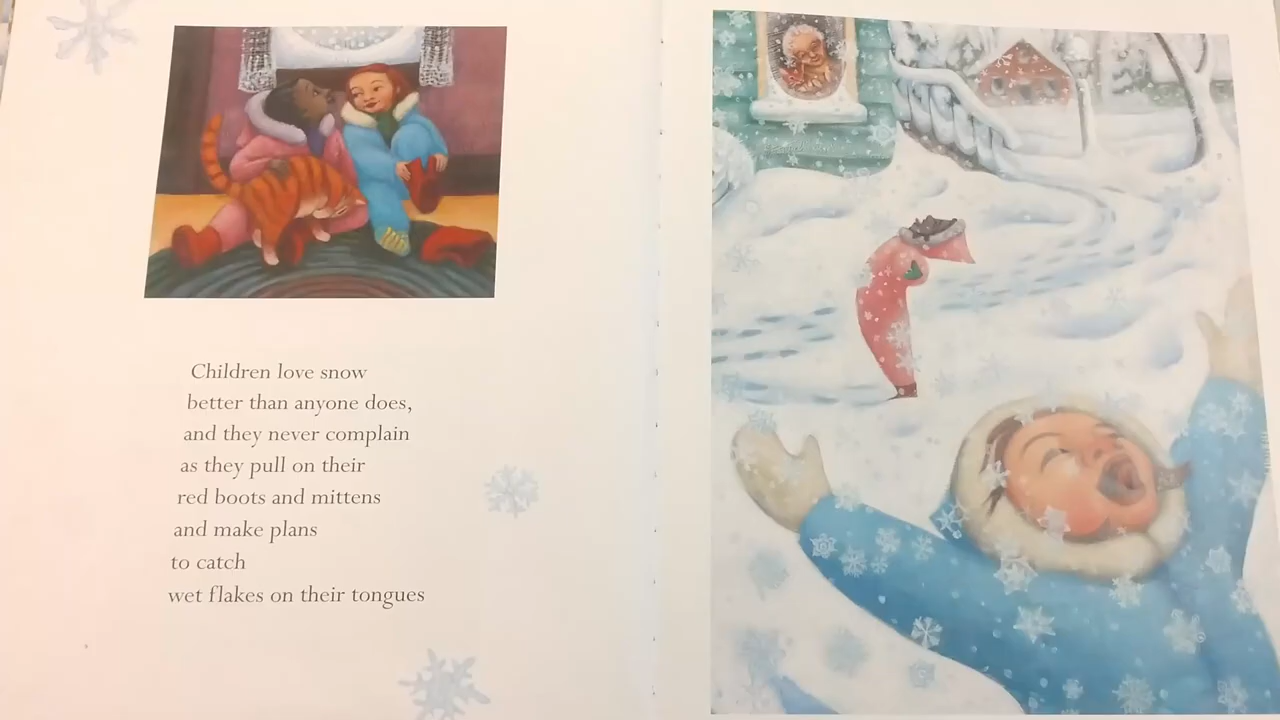 Children love snow
better than anyone does,
and they never complain
as they pull on their
red boots and mittens
and make plans
to catch
wet flakes on their tongues